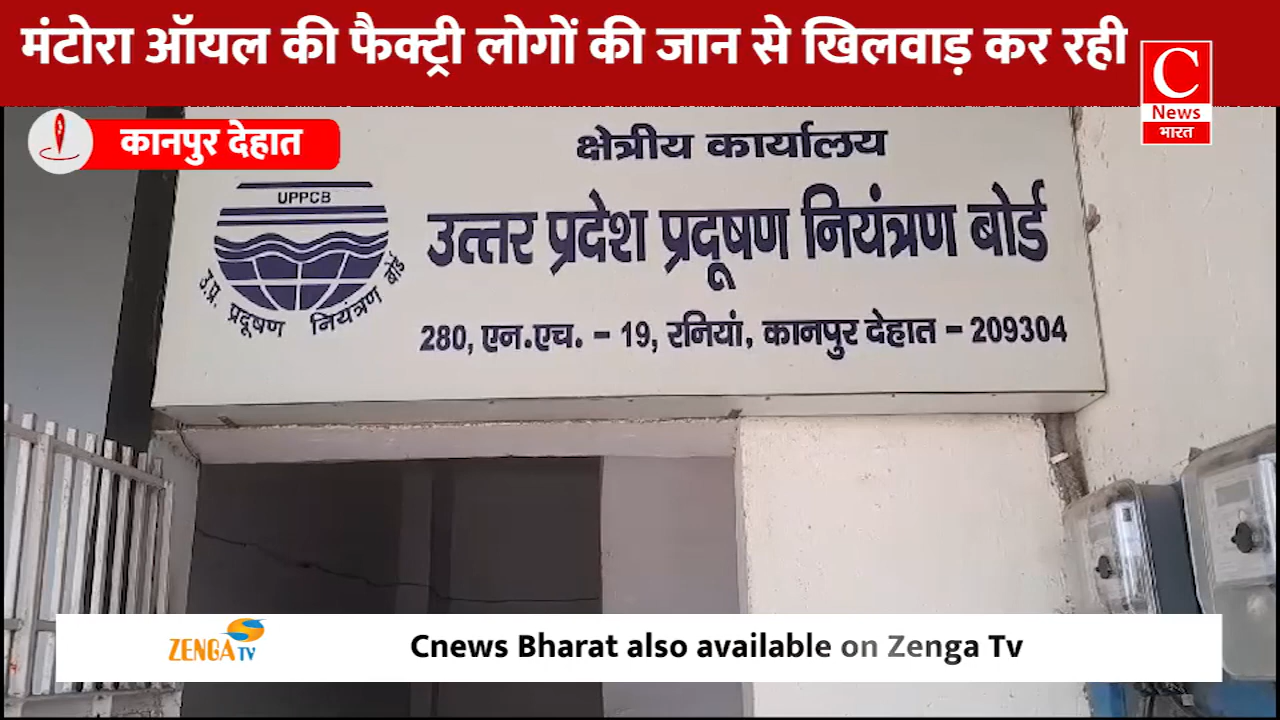 मंटोरा ऑयल की फैक्ट्री लोगों की जान से खिलवाड़ कर रही
C
News
भारत
कानपुर देहात
क्षेत्रीय कार्यालय
UPPCB
उ.प्र. प्रदूषण नियंत्रण बोर्ड
उत्तर प्रदेश प्रदूषण नियंत्रण बोर्ड
280, एन.एच. - 19, रनियां, कानपुर देहात - 209304
ZENGA TV
Cnews Bharat also available on Zenga Tv